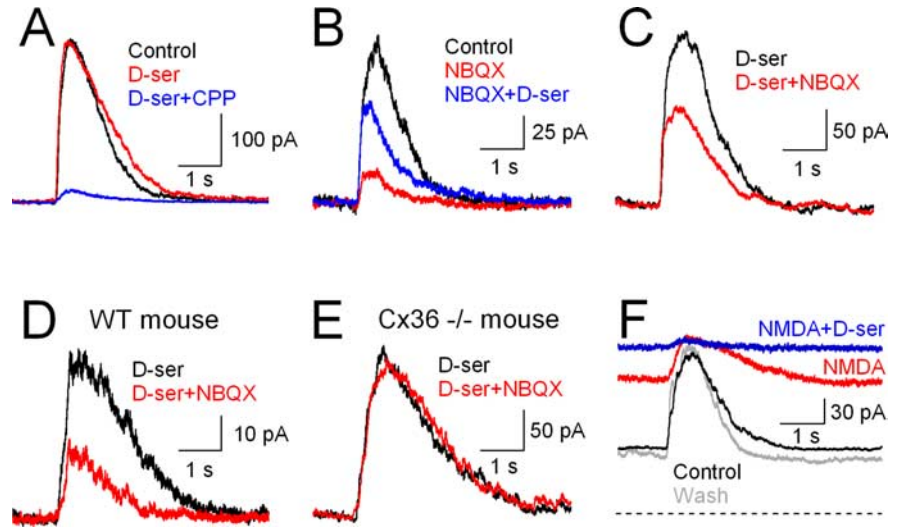 A
Control
D-ser
D-ser+CPP
100 pA
1 s
B
Control
NBQX
NBQX+D-ser
25 pA
1 s
C
D-ser
D-ser+NBQX
50 pA
1 s
D
WT mouse
D-ser
D-ser+NBQX
10 pA
1 s
E
Cx36 -/- mouse
D-ser
D-ser+NBQX
50 pA
1 s
F
NMDA+D-ser
NMDA
30 pA
1 s
Control
Wash